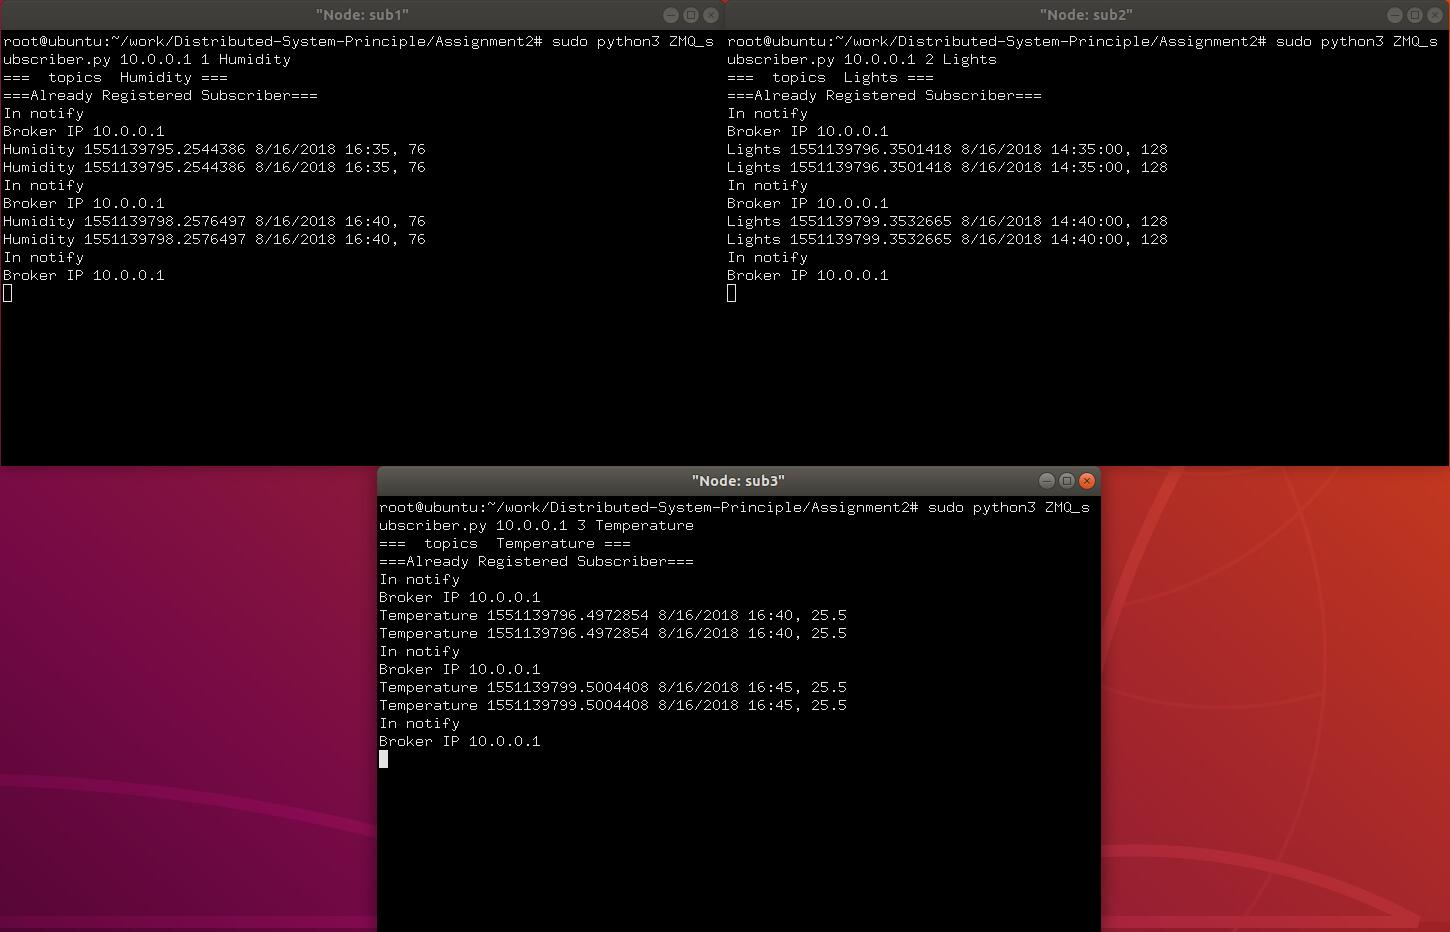 "Node: sub1"
root@ubuntu:~/work/Distributed-System-Principle/Assignment2# sudo python3 ZMQ_s
ubscriber.py 10.0.0.1 1 Humidity
===  topics  Humidity ===
===Already Registered Subscriber===
In notify
Broker IP 10.0.0.1
Humidity 1551139795.2544386 8/16/2018 16:35, 76
Humidity 1551139795.2544386 8/16/2018 16:35, 76
In notify
Broker IP 10.0.0.1
Humidity 1551139798.2576497 8/16/2018 16:40, 76
Humidity 1551139798.2576497 8/16/2018 16:40, 76
In notify
Broker IP 10.0.0.1
"Node: sub2"
root@ubuntu:~/work/Distributed-System-Principle/Assignment2# sudo python3 ZMQ_s
ubscriber.py 10.0.0.1 2 Lights
===  topics  Lights ===
===Already Registered Subscriber===
In notify
Broker IP 10.0.0.1
Lights 1551139796.3501418 8/16/2018 14:35:00, 128
Lights 1551139796.3501418 8/16/2018 14:35:00, 128
In notify
Broker IP 10.0.0.1
Lights 1551139799.3532665 8/16/2018 14:40:00, 128
Lights 1551139799.3532665 8/16/2018 14:40:00, 128
In notify
Broker IP 10.0.0.1
"Node: sub3"
root@ubuntu:~/work/Distributed-System-Principle/Assignment2# sudo python3 ZMQ_s
ubscriber.py 10.0.0.1 3 Temperature
===  topics  Temperature ===
===Already Registered Subscriber===
In notify
Broker IP 10.0.0.1
Temperature 1551139796.4972854 8/16/2018 16:40, 25.5
Temperature 1551139796.4972854 8/16/2018 16:40, 25.5
In notify
Broker IP 10.0.0.1
Temperature 1551139799.5004408 8/16/2018 16:45, 25.5
Temperature 1551139799.5004408 8/16/2018 16:45, 25.5
In notify
Broker IP 10.0.0.1